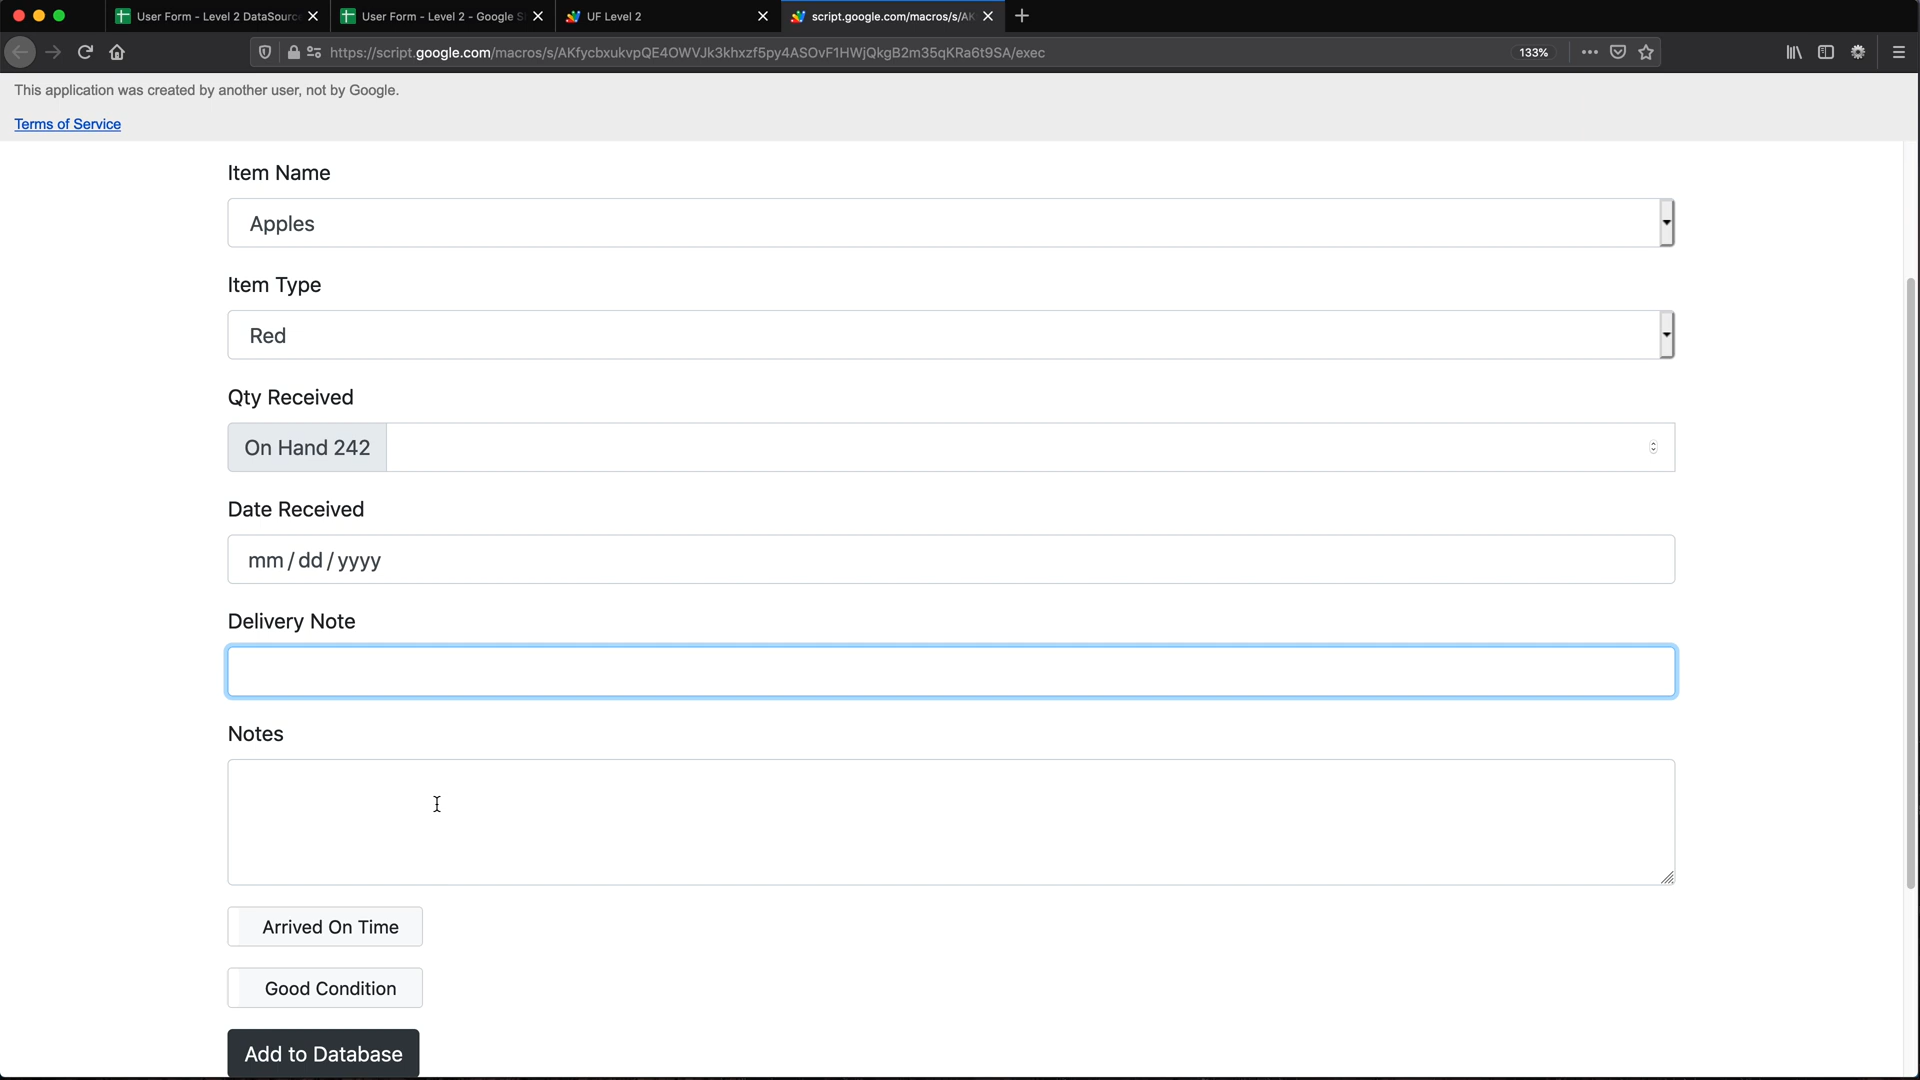 User Form - Level 2 DataSourc
User Form - Level 2 - Google S
UF Level 2
script.google.com/macros/s/AK
https://script.google.com/macros/s/AKfycbxukvpQE4OWVJk3khxzf5py4ASOvF1HWjQkgB2m35qKRa6t9SA/exec
133%
This application was created by another user, not by Google.
Terms of Service
Item Name
Apples
Item Type
Red
Qty Received
On Hand 242
Date Received
mm / dd / yyyy
Delivery Note
Notes
Arrived On Time
Good Condition
Add to Database